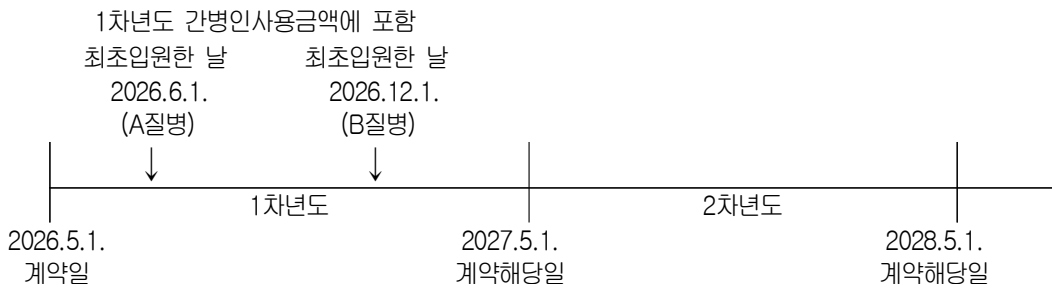 1차년도 간병인사용금액에 포함
최초입원한 날 최초입원한 날
2026.6.1. 2026.12.1.
(A질병) (B질병)
1차년도 2차년도
2026.5.1. 2027.5.1. 2028.5.1.
계약일 계약해당일 계약해당일